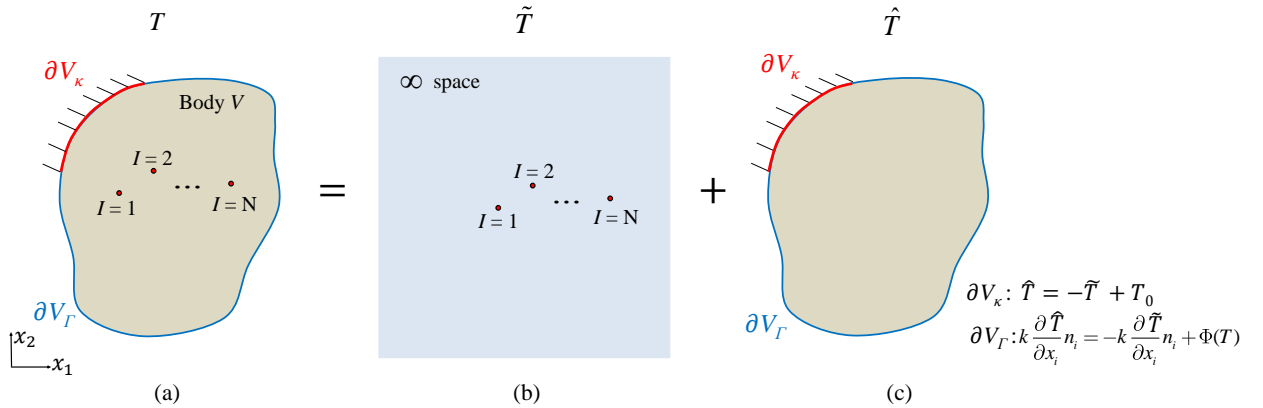 T
T̃
T̂
∂V_κ
Body V
I = 2
I = 1
...
I = N
∂V_Γ
x₂
x₁
(a)
=
∞ space
I = 2
I = 1
...
I = N
(b)
+
∂V_κ
∂V_Γ
∂V_κ: T̂ = −T̃ + T₀
∂V_Γ: k ∂T̂/∂x_i n_i = −k ∂T̃/∂x_i n_i + Φ(T)
(c)